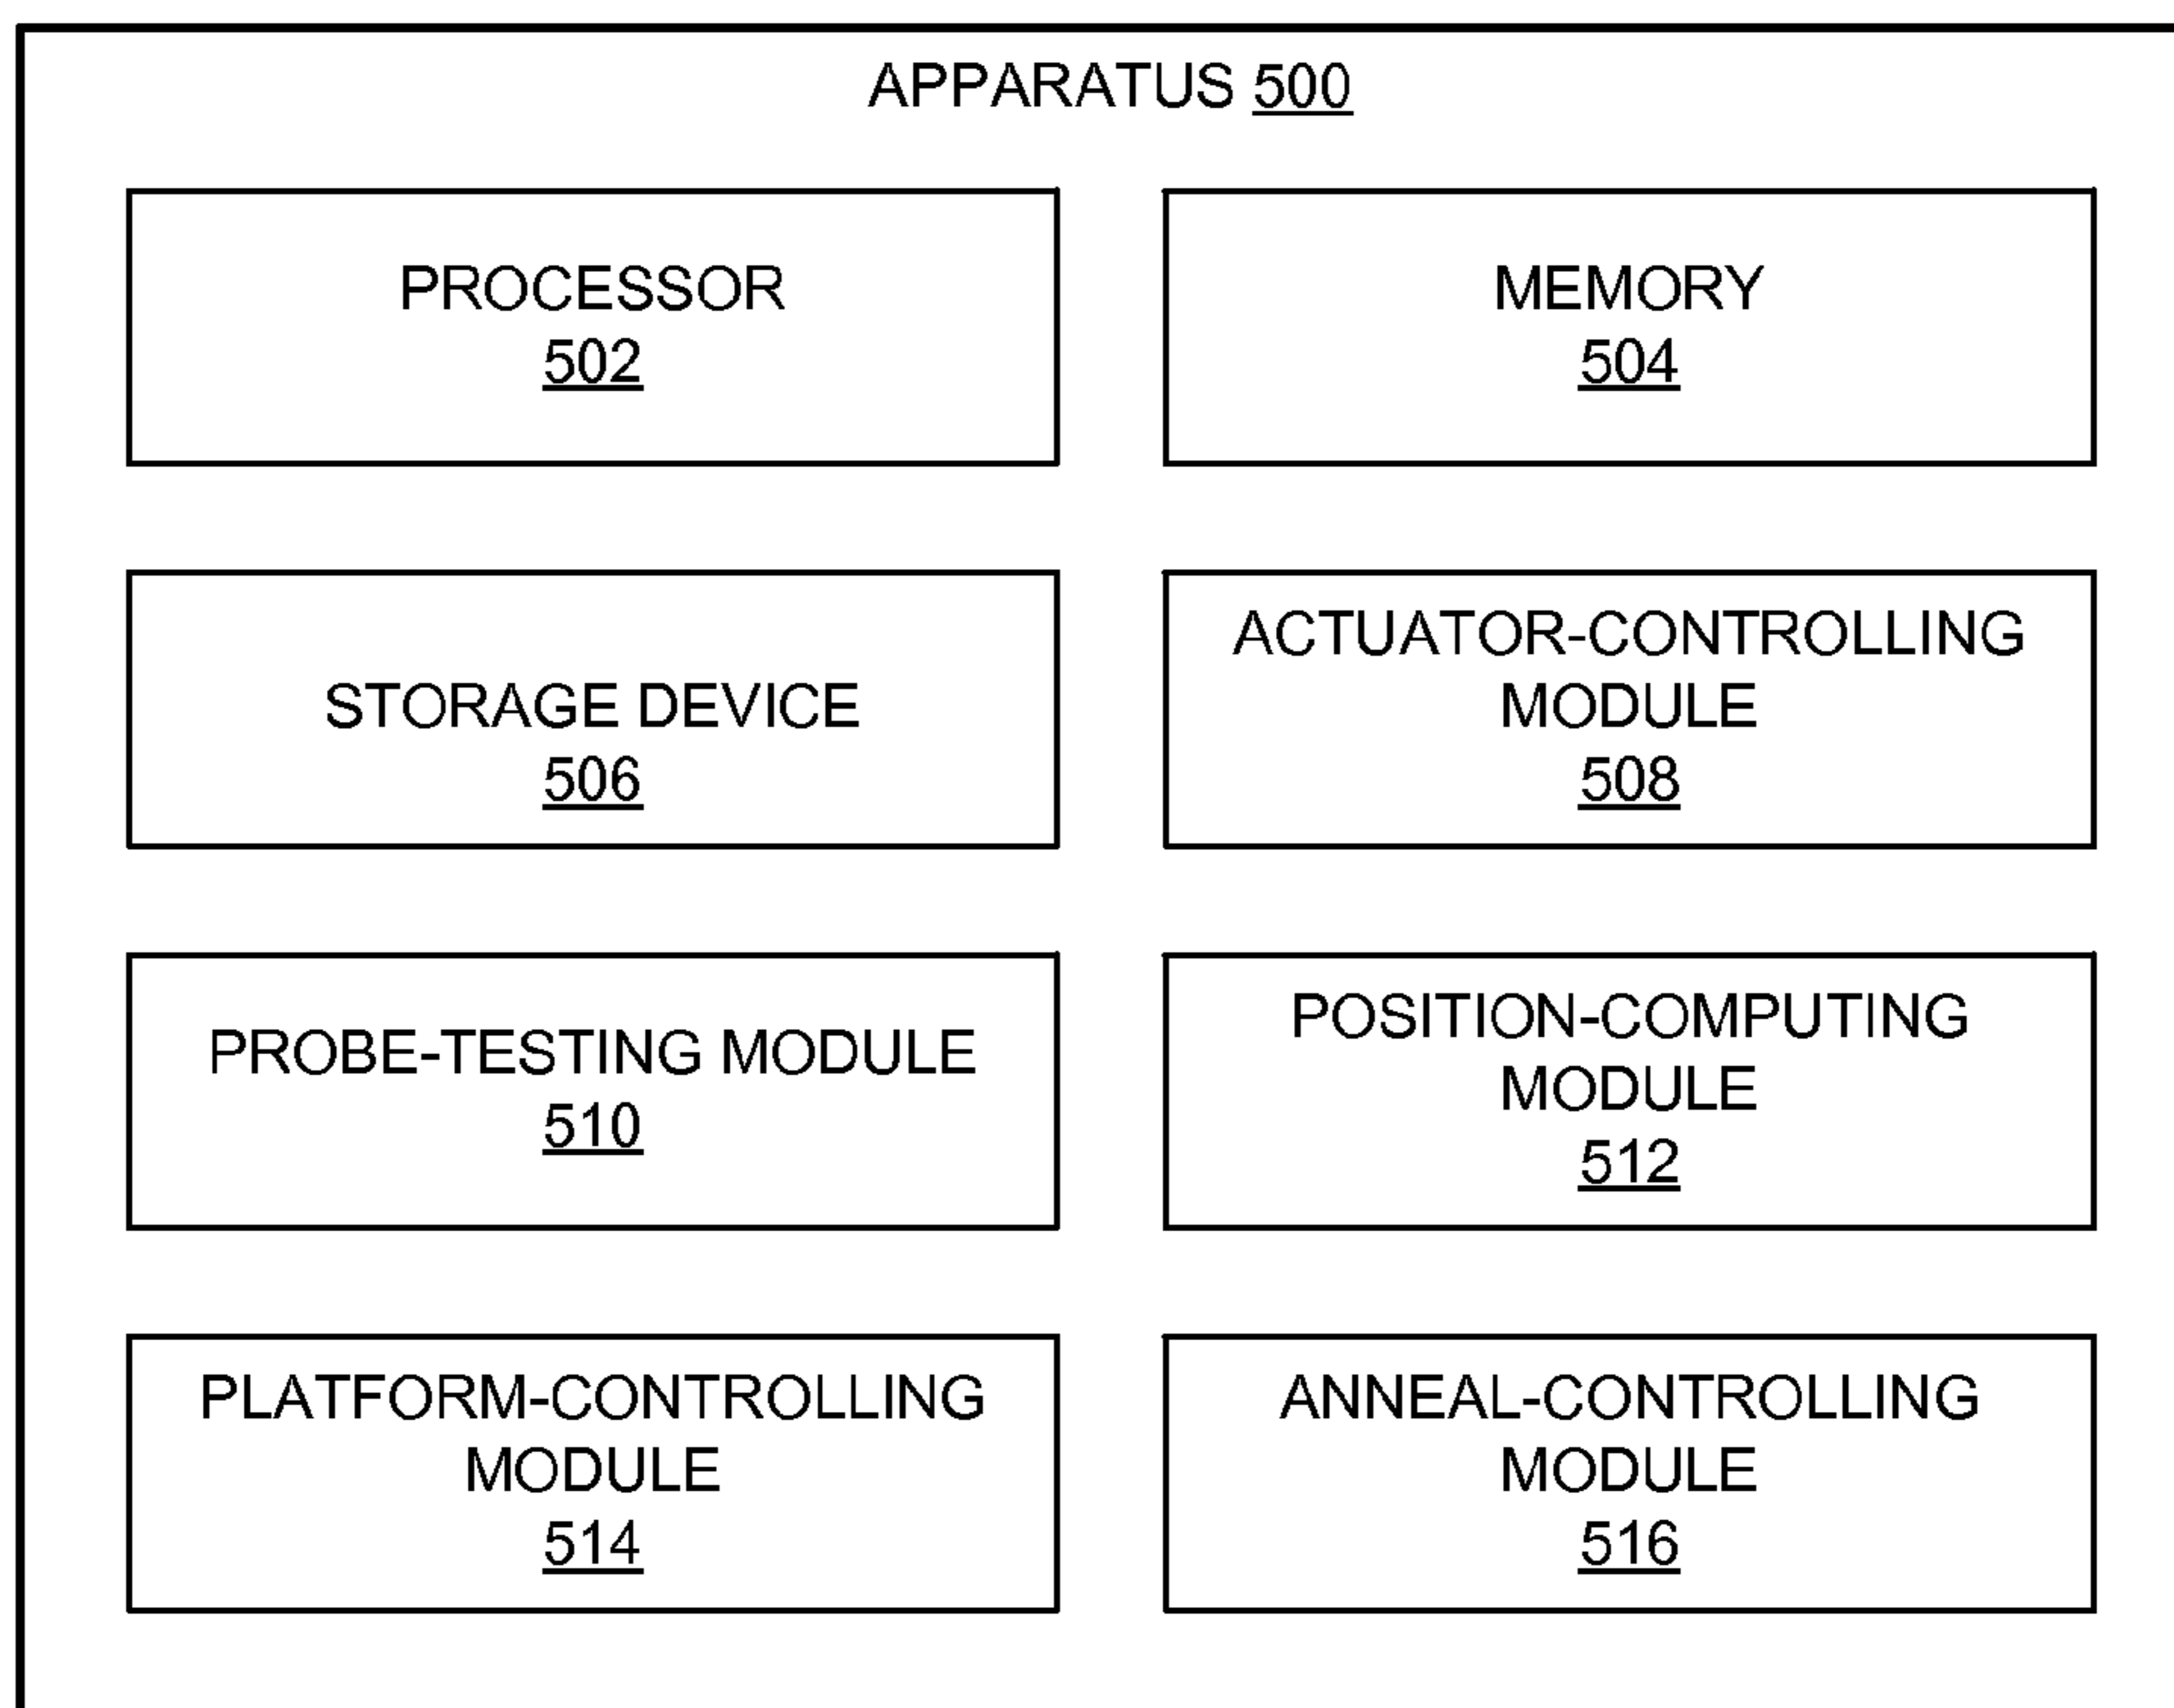 APPARATUS 500
PROCESSOR
502
MEMORY
504
STORAGE DEVICE
506
ACTUATOR-CONTROLLING
MODULE
508
PROBE-TESTING MODULE
510
POSITION-COMPUTING
MODULE
512
PLATFORM-CONTROLLING
MODULE
514
ANNEAL-CONTROLLING
MODULE
516